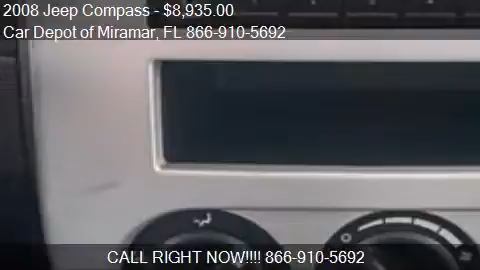 2008 Jeep Compass - $8,935.00
Car Depot of Miramar, FL 866-910-5692
CALL RIGHT NOW!!!! 866-910-5692